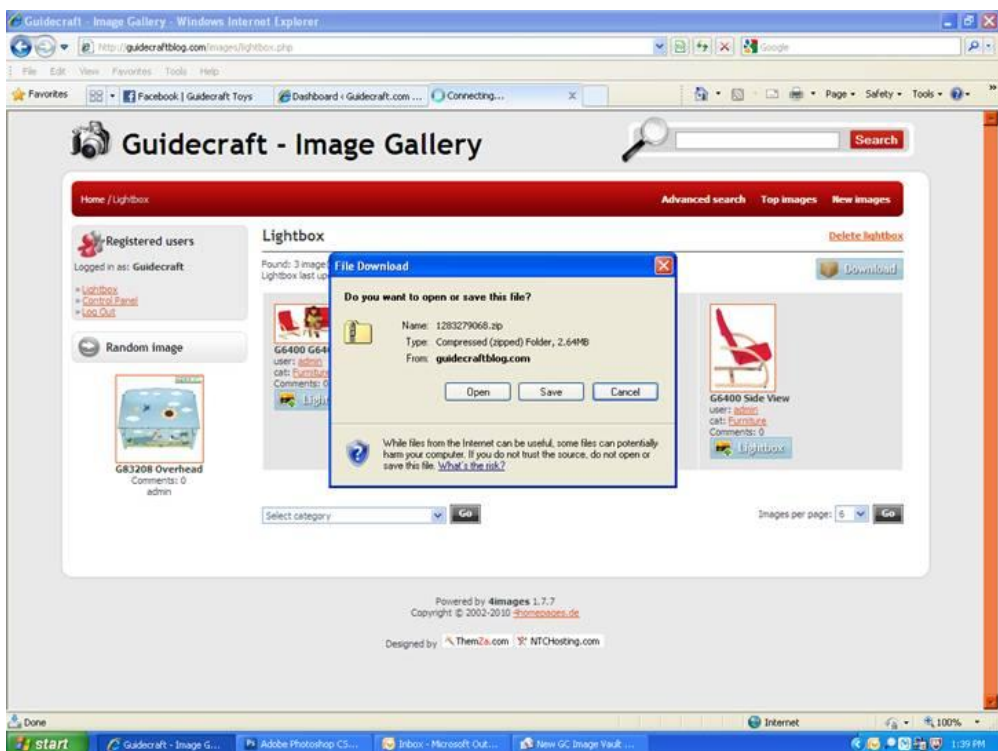 Guidecraft - Image Gallery - Windows Internet Explorer
http://guidecraftblog.com/images/lightbox.php
Google
File Edit View Favorites Tools Help
Favorites
Facebook | Guidecraft Toys
Dashboard ‹ Guidecraft.com ...
Connecting...
Page Safety Tools
Guidecraft - Image Gallery
Search
Home / Lightbox
Advanced search Top images New images
Registered users
Logged in as: Guidecraft
» Lightbox
» Control Panel
» Log Out
Random image
G83208 Overhead
Comments: 0
admin
Lightbox
Delete lightbox
Found: 3 image
Lightbox last up
Download
G6400 G64
user: admin
cat: Furniture
Comments: 0
Light
File Download
Do you want to open or save this file?
Name: 1283279068.zip
Type: Compressed (zipped) Folder, 2.64MB
From: guidecraftblog.com
Open Save Cancel
While files from the Internet can be useful, some files can potentially
harm your computer. If you do not trust the source, do not open or
save this file. What's the risk?
G6400 Side View
user: admin
cat: Furniture
Comments: 0
Lightbox
Select category Go
Images per page: 6 Go
Powered by 4images 1.7.7
Copyright © 2002-2010 4homepages.de
Designed by ThemZa.com NTCHosting.com
Done
Internet
100%
start
Guidecraft - Image G...
Adobe Photoshop CS...
Inbox - Microsoft Out...
New GC Image Vault ...
1:39 PM